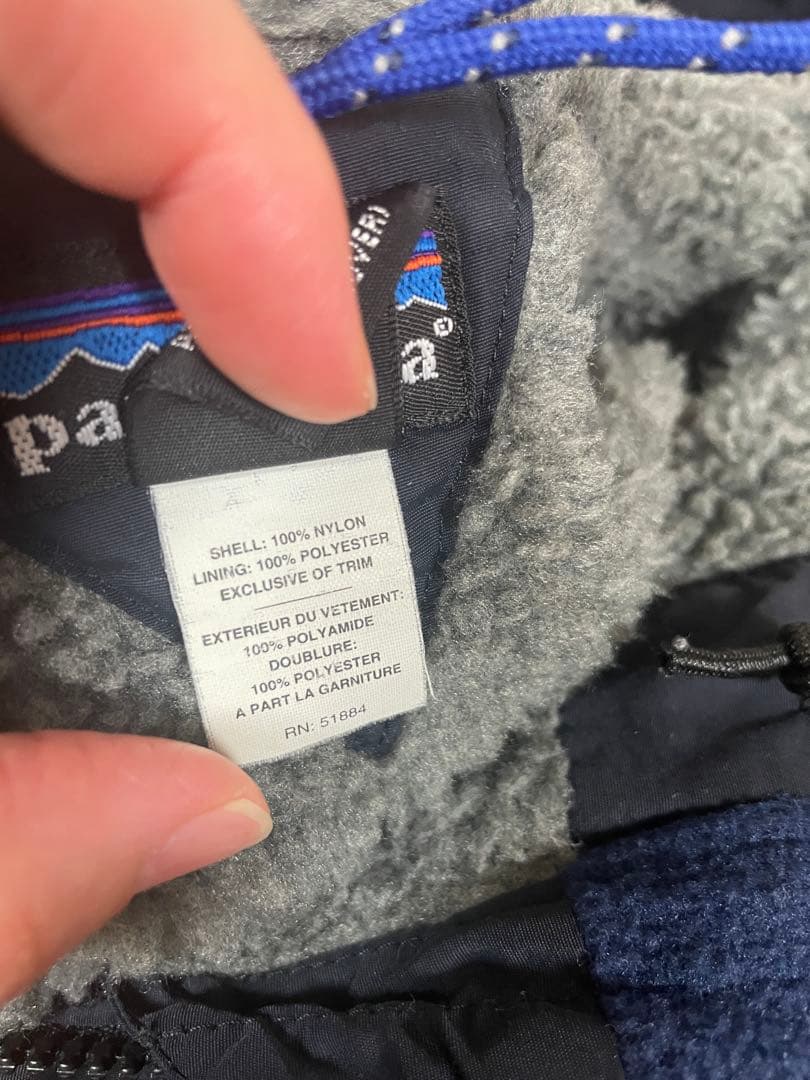 EVER)
pa a®
SHELL: 100% NYLON
LINING: 100% POLYESTER
EXCLUSIVE OF TRIM
EXTERIEUR DU VETEMENT:
100% POLYAMIDE
DOUBLURE:
100% POLYESTER
A PART LA GARNITURE
RN: 51884